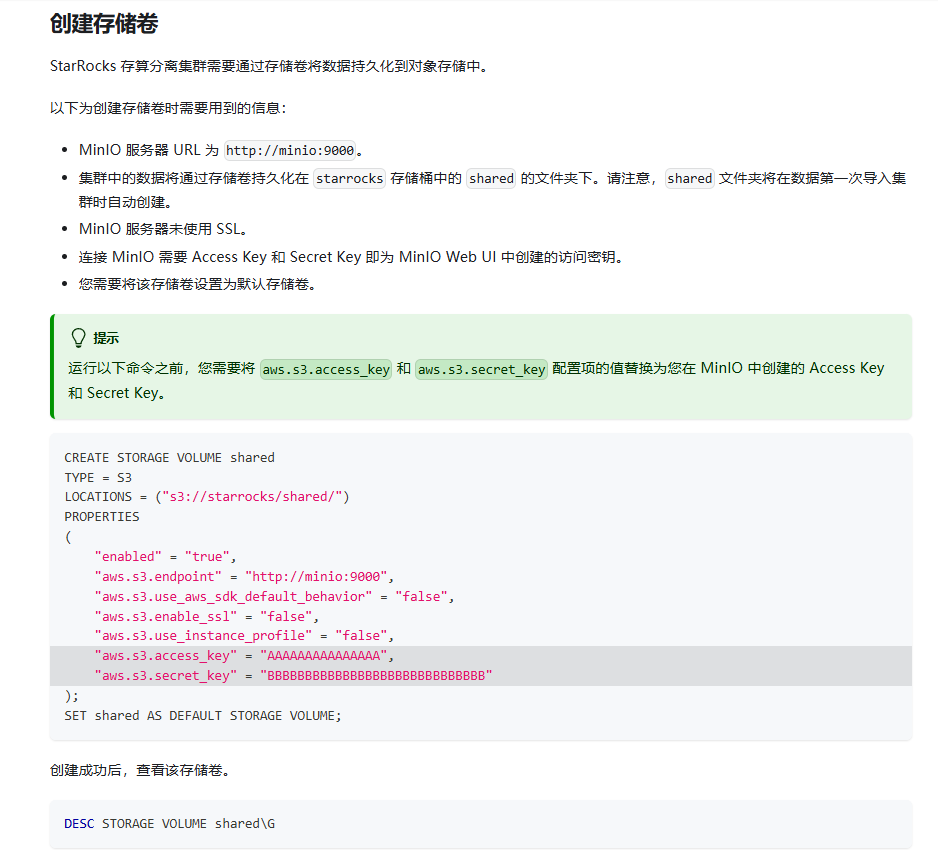 创建存储卷
StarRocks 存算分离集群需要通过存储卷将数据持久化到对象存储中。
以下为创建存储卷时需要用到的信息：
MinIO 服务器 URL 为 http://minio:9000。
集群中的数据将通过存储卷持久化在 starrocks 存储桶中的 shared 的文件夹下。请注意，shared 文件夹将在数据第一次导入集
群时自动创建。
MinIO 服务器未使用 SSL。
连接 MinIO 需要 Access Key 和 Secret Key 即为 MinIO Web UI 中创建的访问密钥。
您需要将该存储卷设置为默认存储卷。
提示
运行以下命令之前，您需要将 aws.s3.access_key 和 aws.s3.secret_key 配置项的值替换为您在 MinIO 中创建的 Access Key
和 Secret Key。
CREATE STORAGE VOLUME shared
TYPE = S3
LOCATIONS = ("s3://starrocks/shared/")
PROPERTIES
(
    "enabled" = "true",
    "aws.s3.endpoint" = "http://minio:9000",
    "aws.s3.use_aws_sdk_default_behavior" = "false",
    "aws.s3.enable_ssl" = "false",
    "aws.s3.use_instance_profile" = "false",
    "aws.s3.access_key" = "AAAAAAAAAAAAAAA",
    "aws.s3.secret_key" = "BBBBBBBBBBBBBBBBBBBBBBBBBBBBB"
);
SET shared AS DEFAULT STORAGE VOLUME;
创建成功后，查看该存储卷。
DESC STORAGE VOLUME shared\G